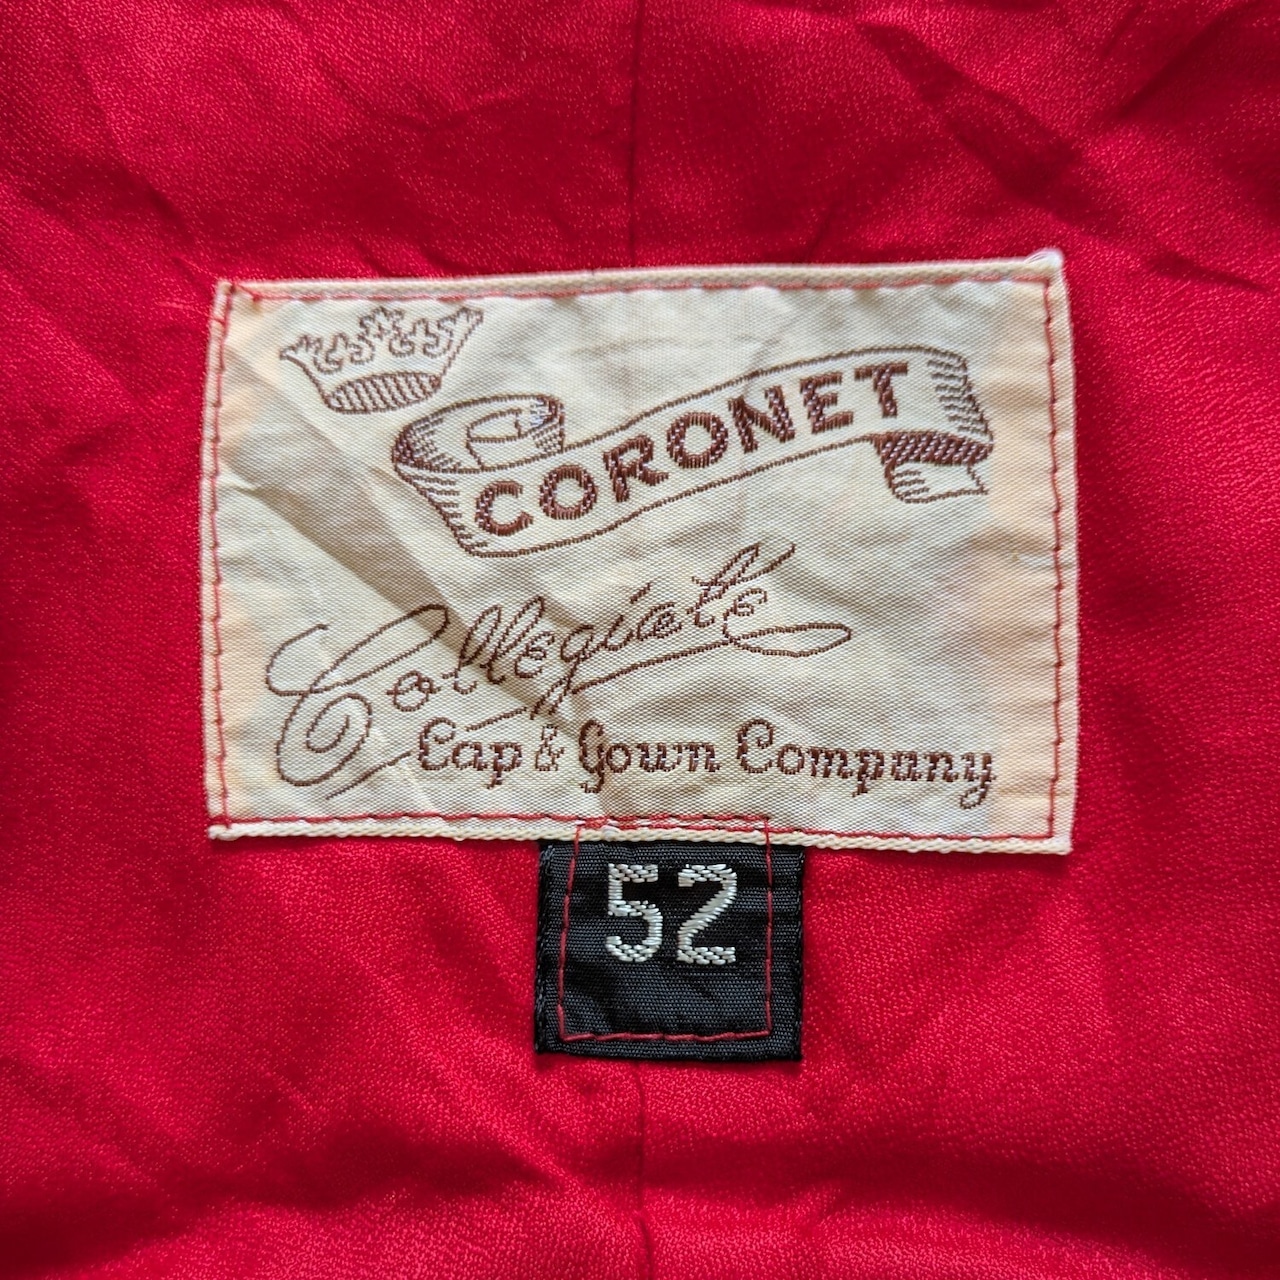 CORONET
Collegiate
Cap & Gown Company
52